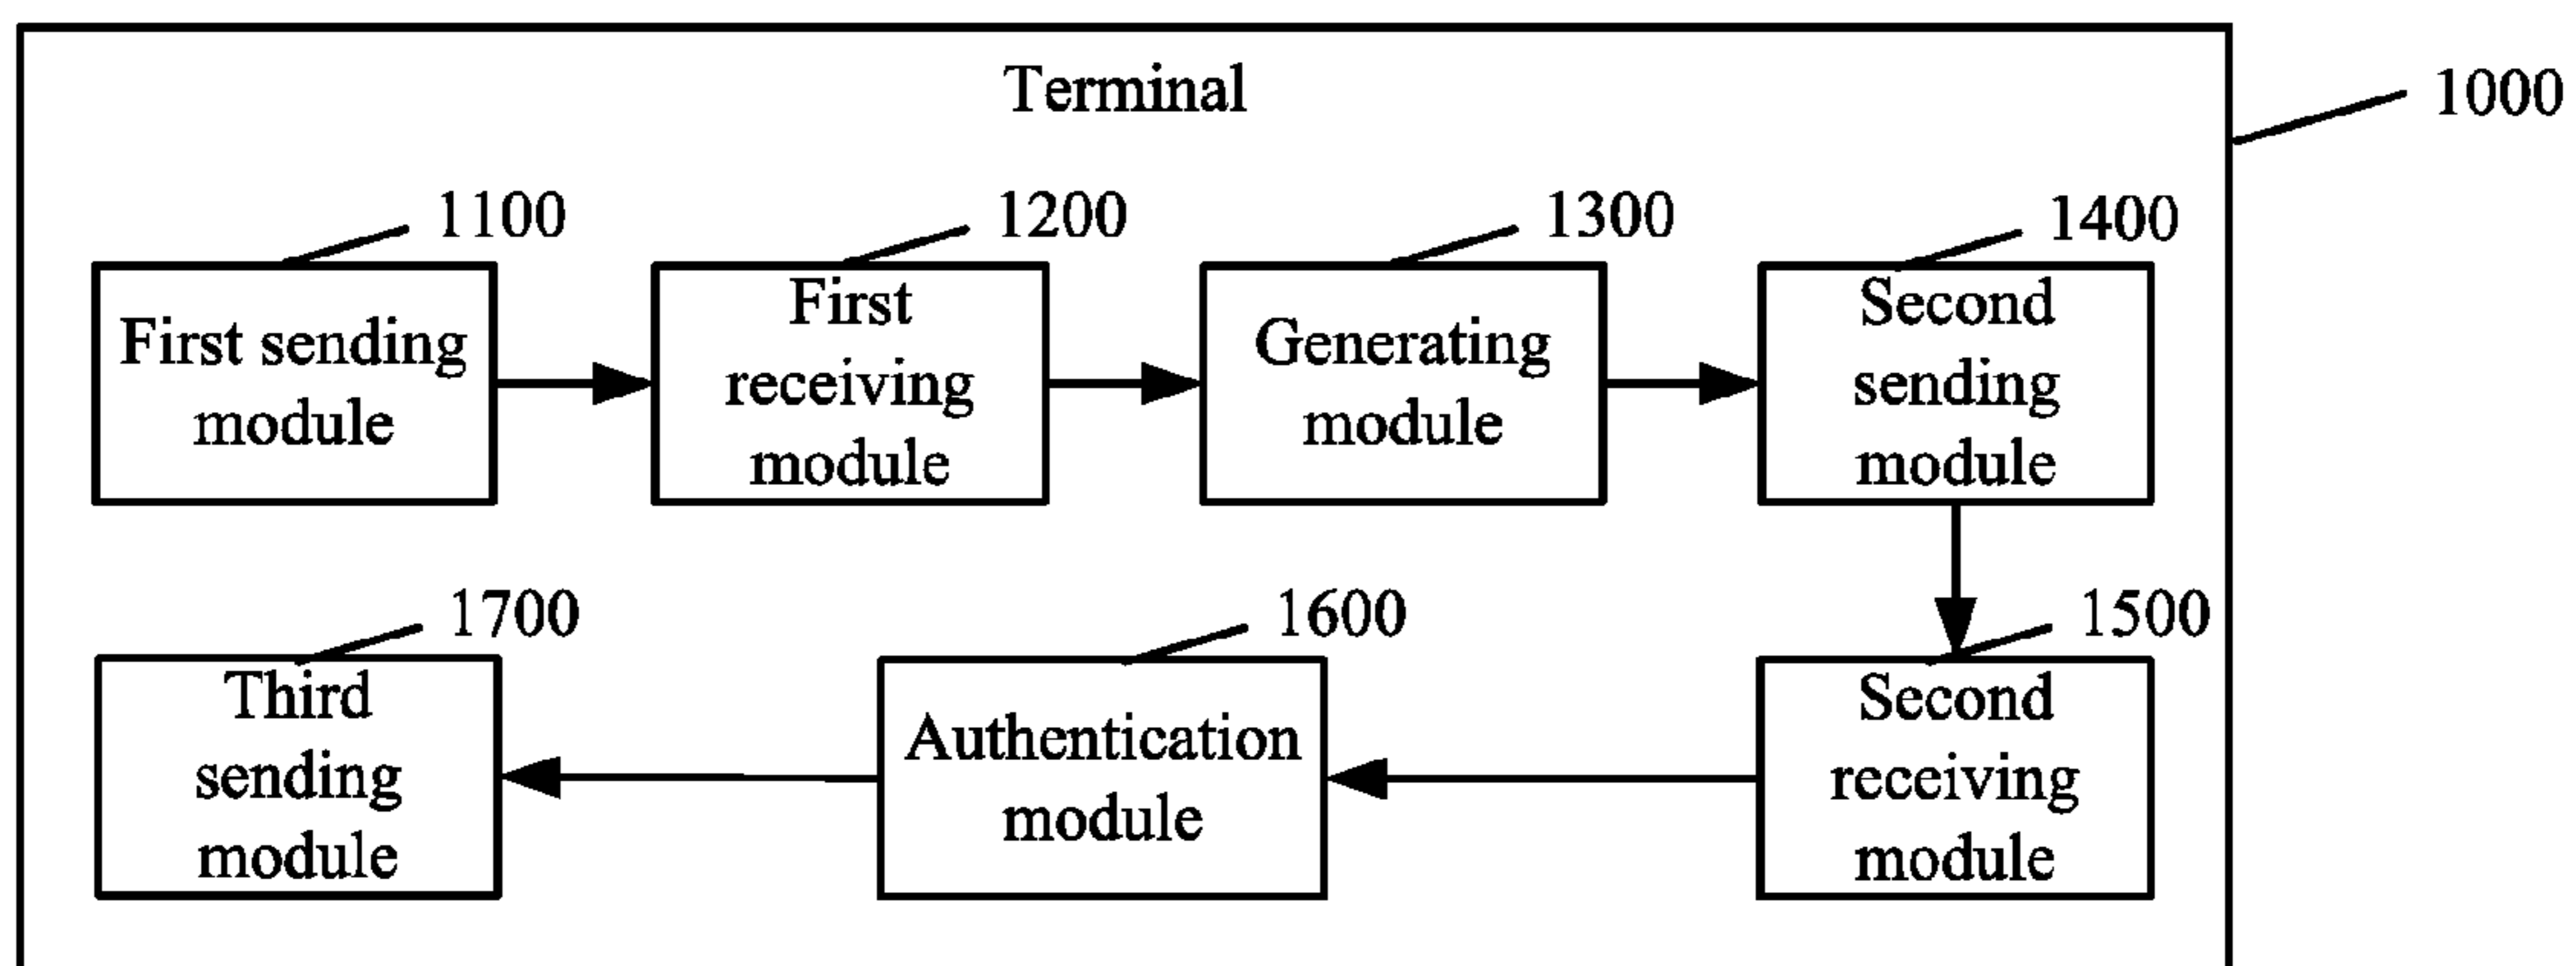 Terminal
1000
1100
1200
1300
1400
First sending
module
First
receiving
module
Generating
module
Second
sending
module
1700
1600
1500
Third
sending
module
Authentication
module
Second
receiving
module